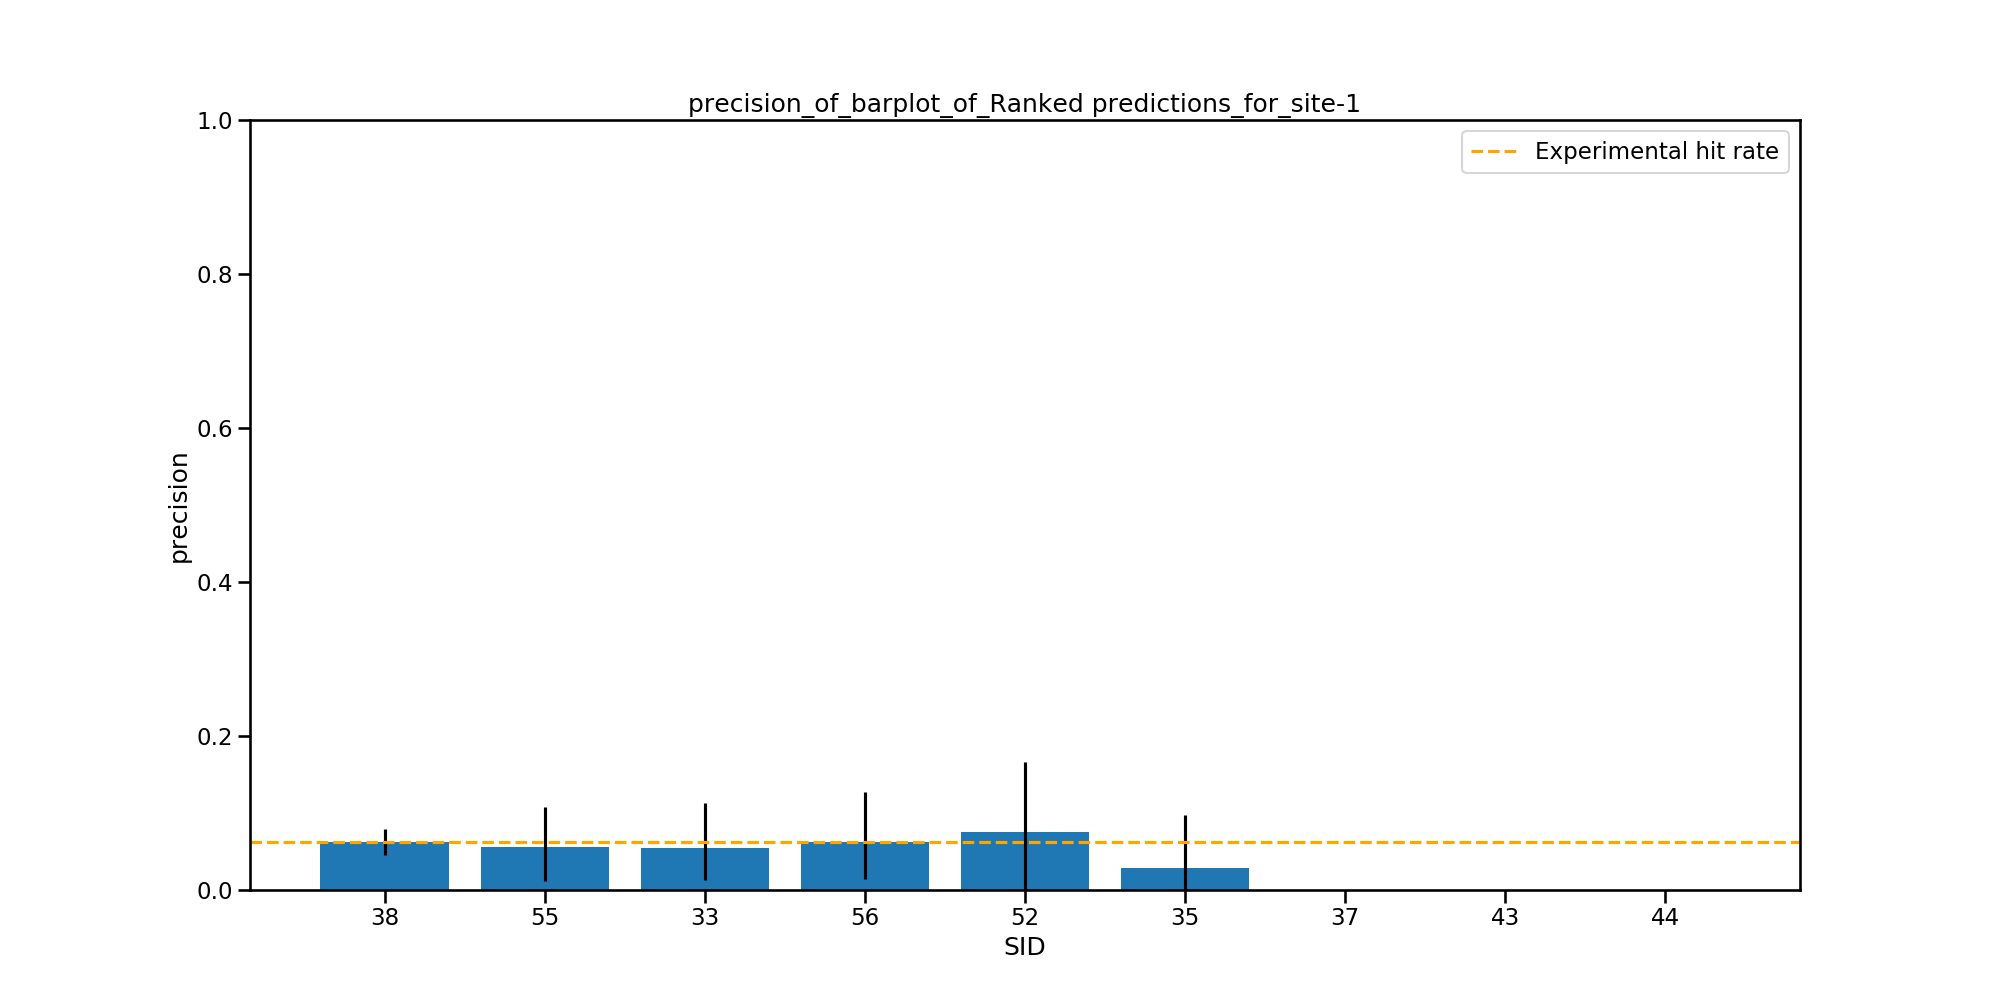 precision_of_barplot_of_Ranked predictions_for_site-1
Experimental hit rate
1.0
0.8
0.6
0.4
0.2
0.0
precision
38 55 33 56 52 35 37 43 44
SID